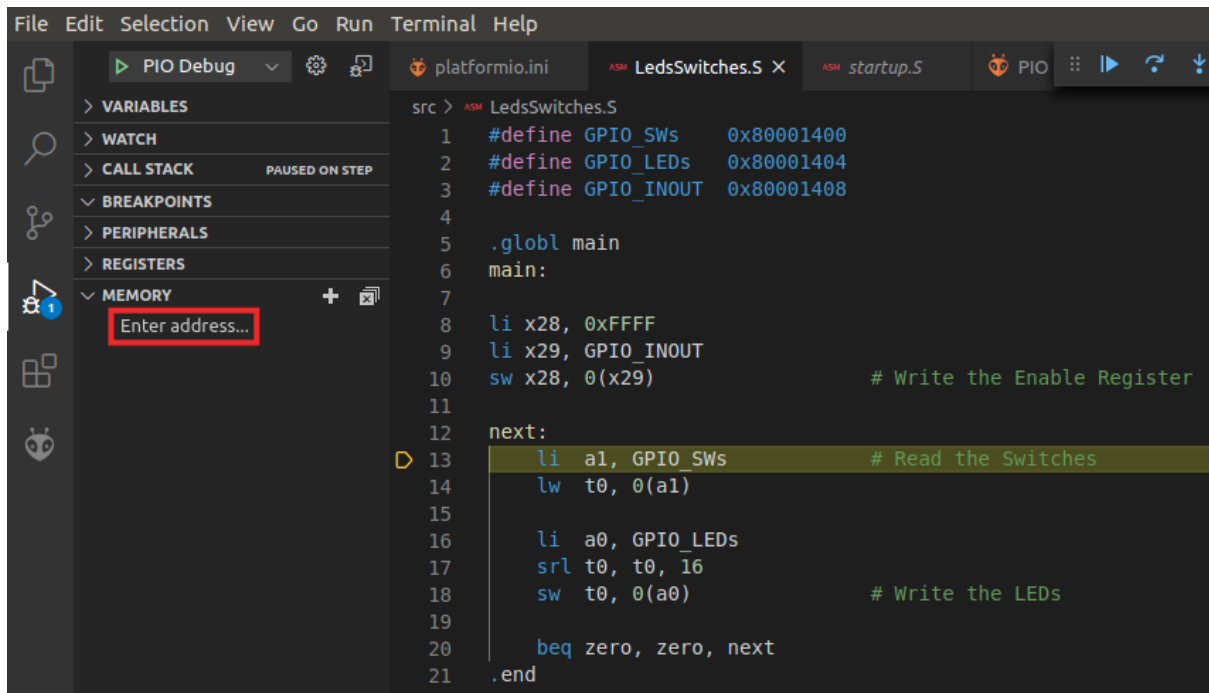 File Edit Selection View Go Run Terminal Help
PIO Debug
VARIABLES
WATCH
CALL STACK PAUSED ON STEP
BREAKPOINTS
PERIPHERALS
REGISTERS
MEMORY
Enter address...
1
platformio.ini
ASM LedsSwitches.S
ASM startup.S
PIO
src > ASM LedsSwitches.S
1 #define GPIO_SWs 0x80001400
2 #define GPIO_LEDs 0x80001404
3 #define GPIO_INOUT 0x80001408
4
5 .globl main
6 main:
7
8 li x28, 0xFFFF
9 li x29, GPIO_INOUT
10 sw x28, 0(x29) # Write the Enable Register
11
12 next:
13 li a1, GPIO_SWs # Read the Switches
14 lw t0, 0(a1)
15
16 li a0, GPIO_LEDs
17 srl t0, t0, 16
18 sw t0, 0(a0) # Write the LEDs
19
20 beq zero, zero, next
21 .end